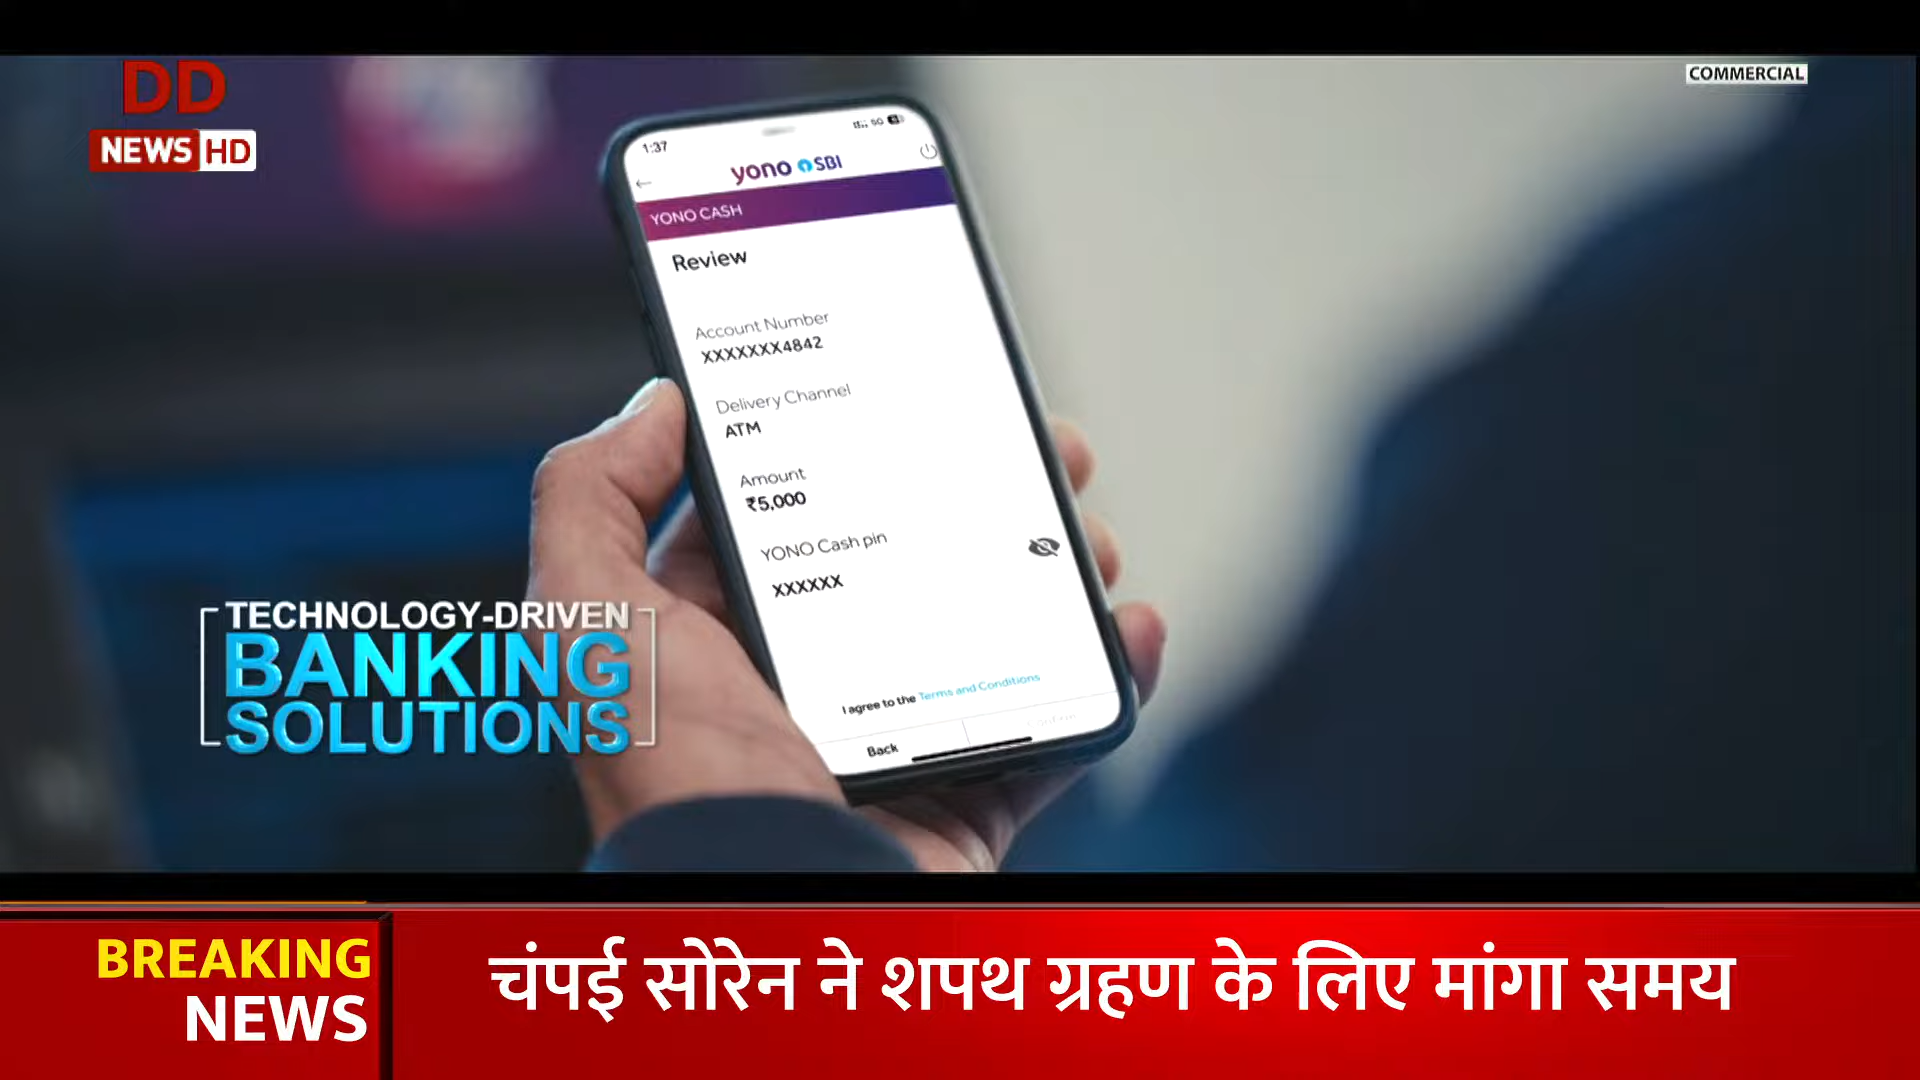 DD
NEWS HD
COMMERCIAL
1:37
5G
yono SBI
YONO CASH
Review
Account Number
XXXXXXX4842
Delivery Channel
ATM
Amount
₹5,000
YONO Cash pin
XXXXXX
I agree to the Terms and Conditions
Back
Confirm
TECHNOLOGY-DRIVEN
BANKING
SOLUTIONS
BREAKING
NEWS
चंपई सोरेन ने शपथ ग्रहण के लिए मांगा समय